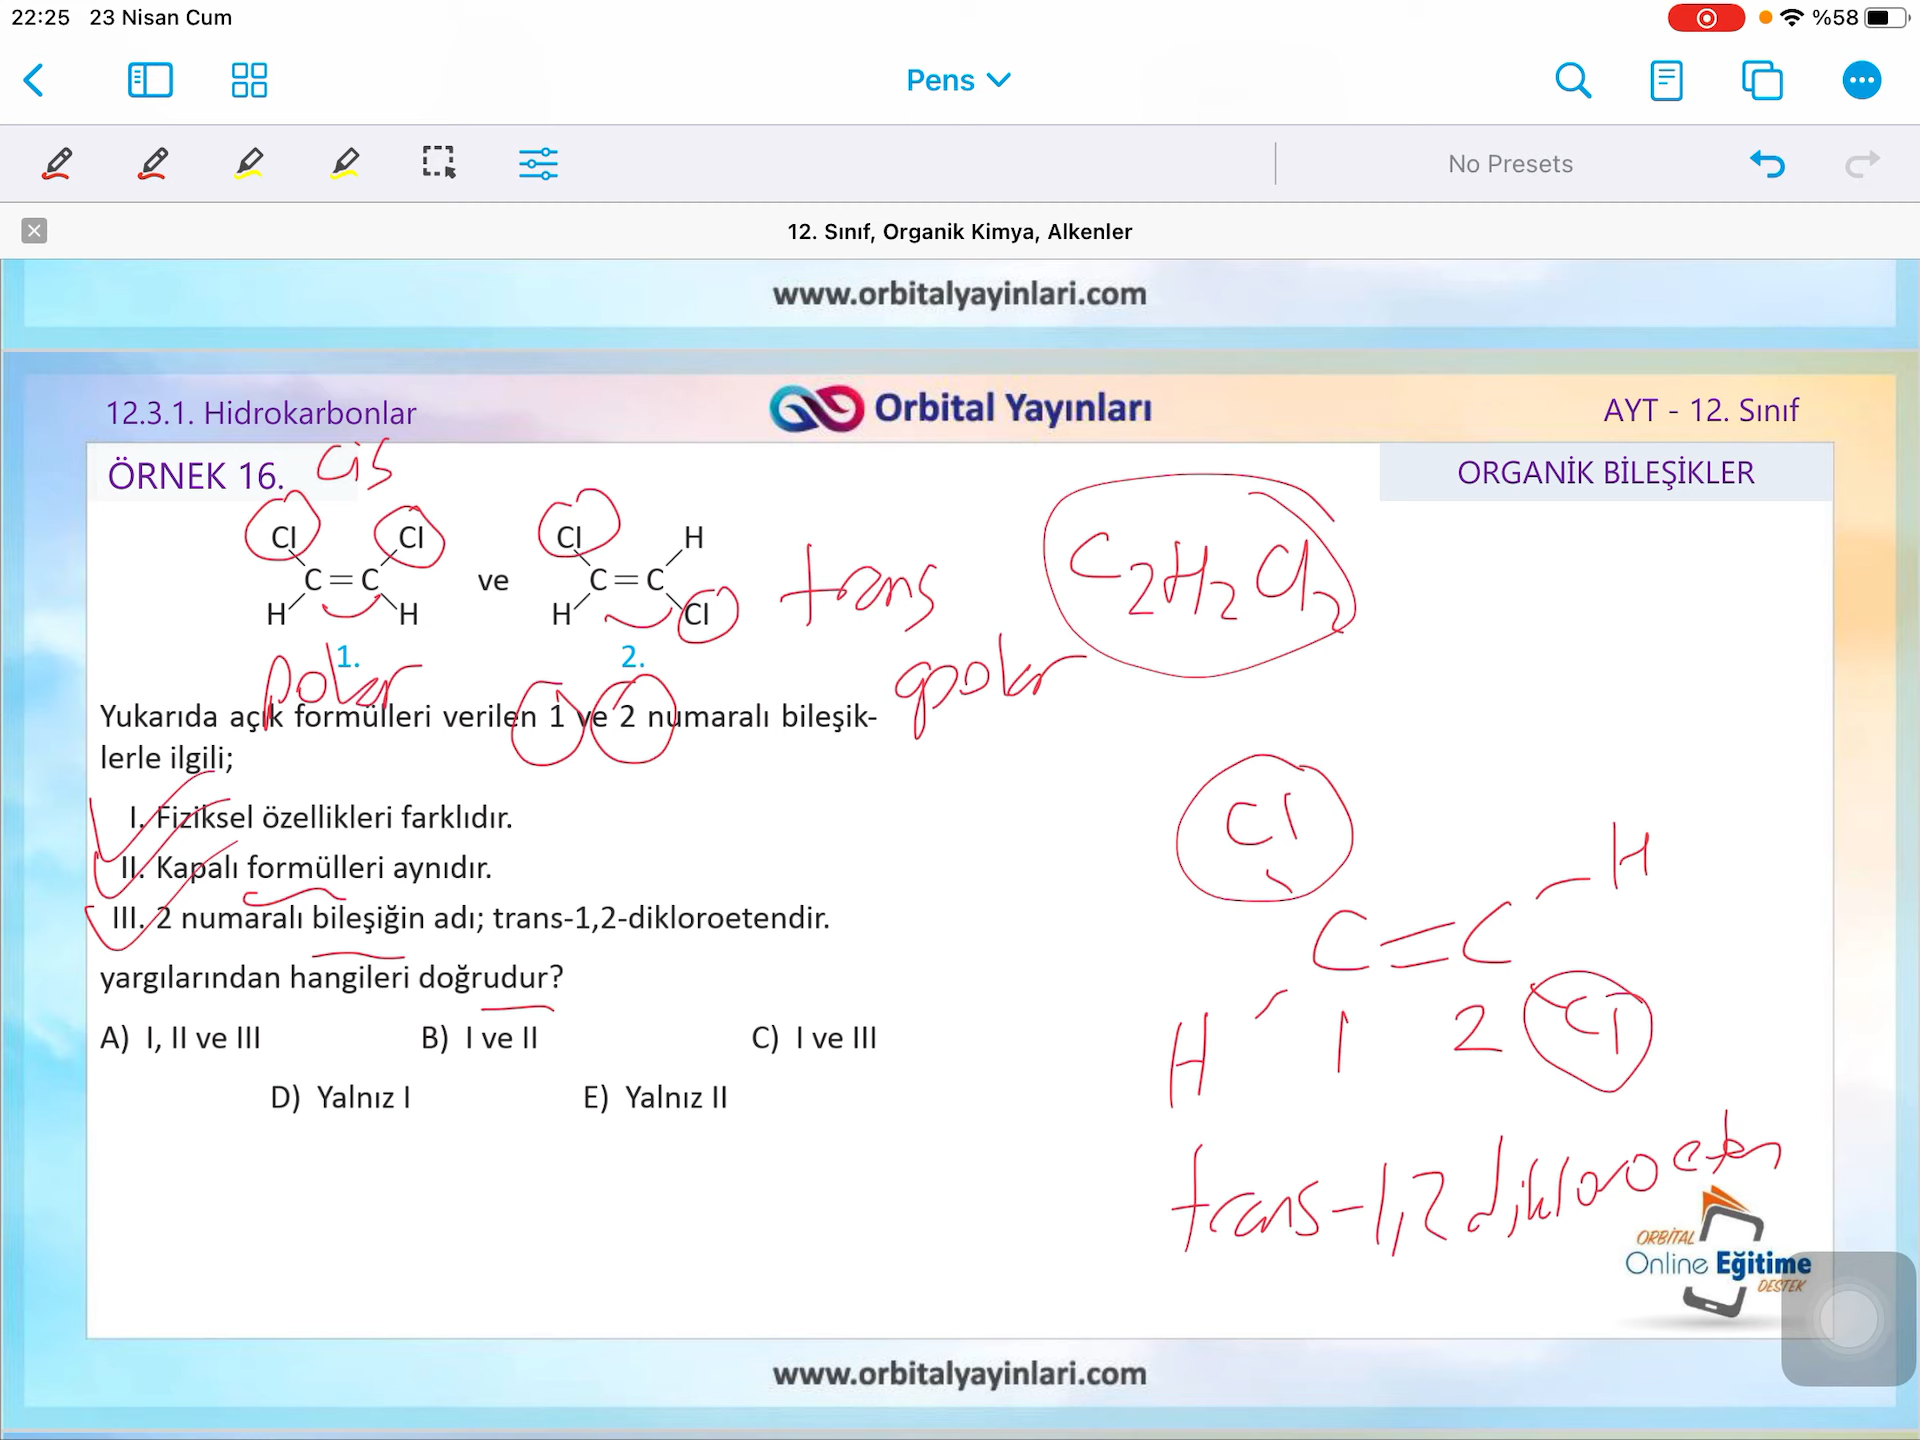 22:25 23 Nisan Cum
%58
Pens
No Presets
12. Sınıf, Organik Kimya, Alkenler
www.orbitalyayinlari.com
12.3.1. Hidrokarbonlar
Orbital Yayınları
AYT - 12. Sınıf
ÖRNEK 16.
cis
ORGANİK BİLEŞİKLER
Cl Cl Cl H
C=C ve C=C
H H H Cl
trans
C2H2Cl2
1. 2.
polar
apolar
Yukarıda açık formülleri verilen 1 ve 2 numaralı bileşik-
lerle ilgili;
I. Fiziksel özellikleri farklıdır.
II. Kapalı formülleri aynıdır.
III. 2 numaralı bileşiğin adı; trans-1,2-dikloroetendir.
yargılarından hangileri doğrudur?
A) I, II ve III B) I ve II C) I ve III
D) Yalnız I E) Yalnız II
Cl H
C=C
H 1 2 Cl
trans-1,2 dikloroeten
ORBİTAL
Online Eğitime
DESTEK
www.orbitalyayinlari.com